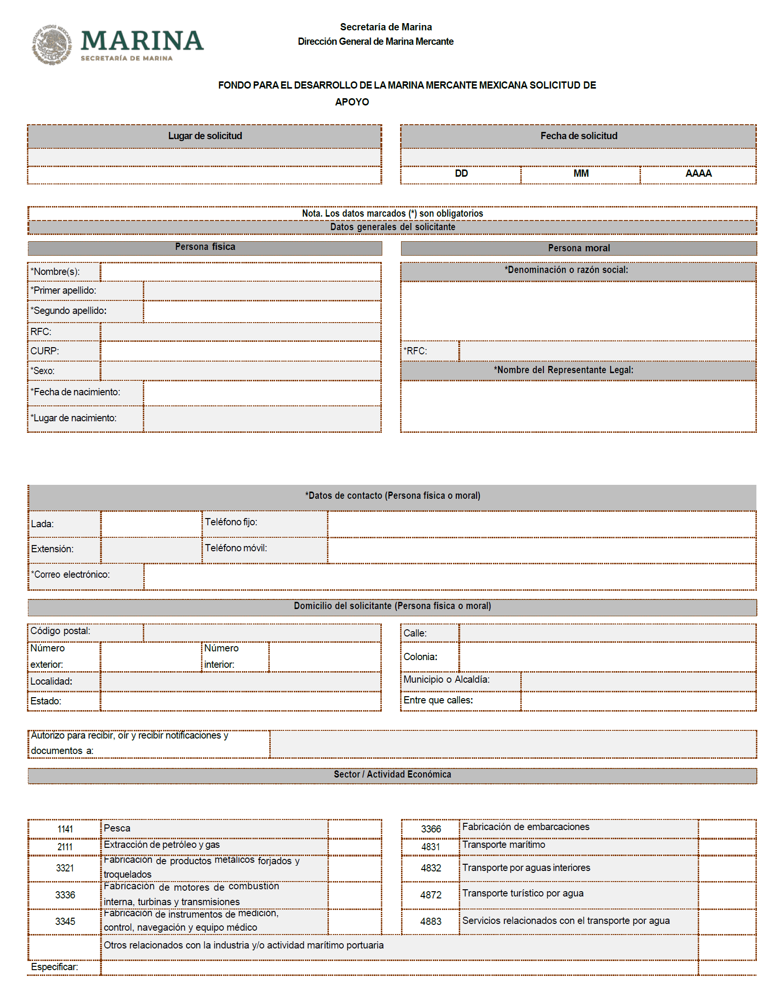 ESTADOS UNIDOS MEXICANOS
MARINA
SECRETARÍA DE MARINA
Secretaría de Marina
Dirección General de Marina Mercante
FONDO PARA EL DESARROLLO DE LA MARINA MERCANTE MEXICANA SOLICITUD DE
APOYO
Lugar de solicitud
Fecha de solicitud
DD MM AAAA
Nota. Los datos marcados (*) son obligatorios
Datos generales del solicitante
Persona física
*Nombre(s):
*Primer apellido:
*Segundo apellido:
RFC:
CURP:
*Sexo:
*Fecha de nacimiento:
*Lugar de nacimiento:
Persona moral
*Denominación o razón social:
*RFC:
*Nombre del Representante Legal:
*Datos de contacto (Persona física o moral)
Lada: Teléfono fijo:
Extensión: Teléfono móvil:
*Correo electrónico:
Domicilio del solicitante (Persona física o moral)
Código postal:
Número
exterior:
Número
interior:
Localidad:
Estado:
Calle:
Colonia:
Municipio o Alcaldía:
Entre que calles:
Autorizo para recibir, oír y recibir notificaciones y
documentos a:
Sector / Actividad Económica
1141 Pesca
2111 Extracción de petróleo y gas
3321 Fabricación de productos metálicos forjados y
troquelados
3336 Fabricación de motores de combustión
interna, turbinas y transmisiones
3345 Fabricación de instrumentos de medición,
control, navegación y equipo médico
3366 Fabricación de embarcaciones
4831 Transporte marítimo
4832 Transporte por aguas interiores
4872 Transporte turístico por agua
4883 Servicios relacionados con el transporte por agua
Otros relacionados con la industria y/o actividad marítimo portuaria
Especificar: